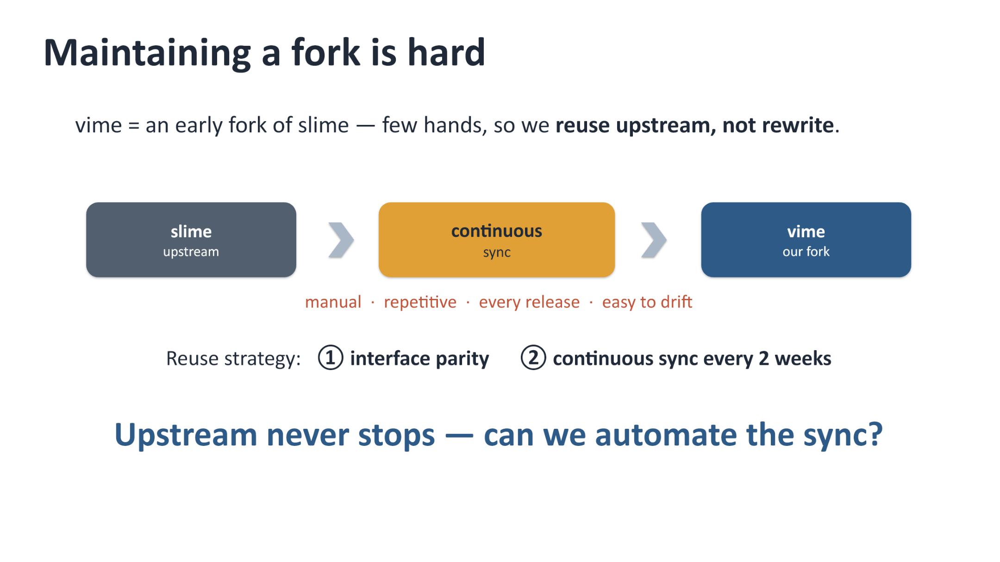 Maintaining a fork is hard
vime = an early fork of slime — few hands, so we reuse upstream, not rewrite.
slime
upstream
continuous
sync
vime
our fork
manual · repetitive · every release · easy to drift
Reuse strategy: ① interface parity ② continuous sync every 2 weeks
Upstream never stops — can we automate the sync?